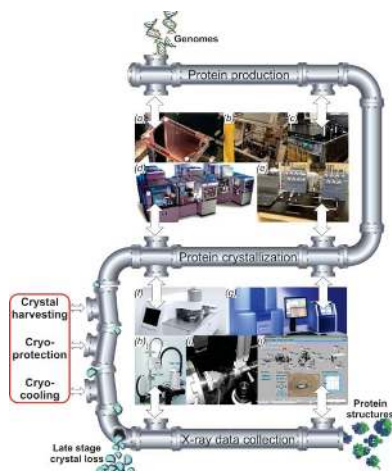 Genomes
Protein production
(a)
(b)
(c)
(d)
(e)
Protein crystallization
Crystal
harvesting
Cryo-
protection
Cryo-
cooling
(f)
(g)
(h)
(i)
Protein
structures
X-ray data collection
Late stage
crystal loss